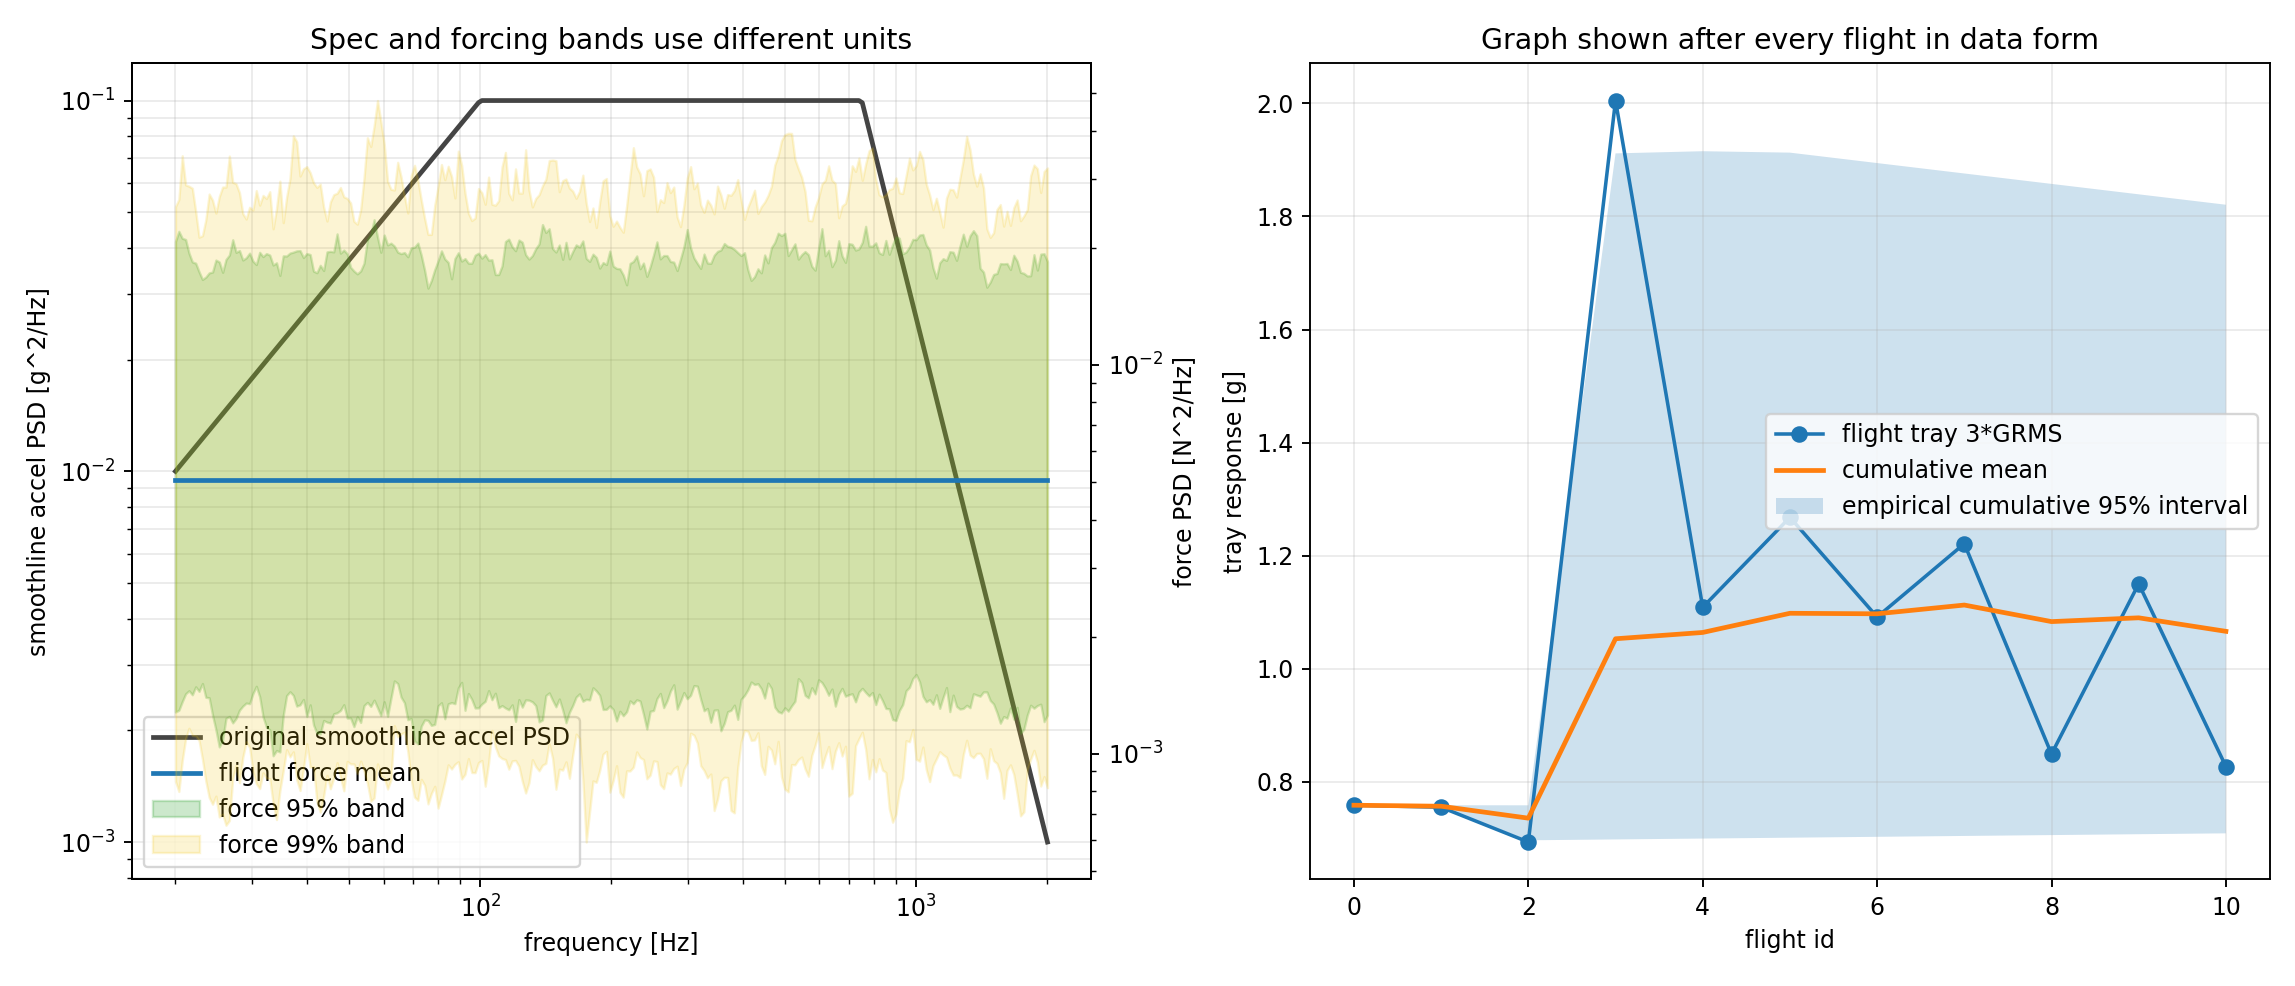 Spec and forcing bands use different units
10⁻¹
10⁻²
10⁻³
smoothline accel PSD [g^2/Hz]
original smoothline accel PSD
flight force mean
force 95% band
force 99% band
10²
10³
frequency [Hz]
10⁻²
10⁻³
force PSD [N^2/Hz]
Graph shown after every flight in data form
2.0
1.8
1.6
1.4
1.2
1.0
0.8
tray response [g]
flight tray 3*GRMS
cumulative mean
empirical cumulative 95% interval
0 2 4 6 8 10
flight id